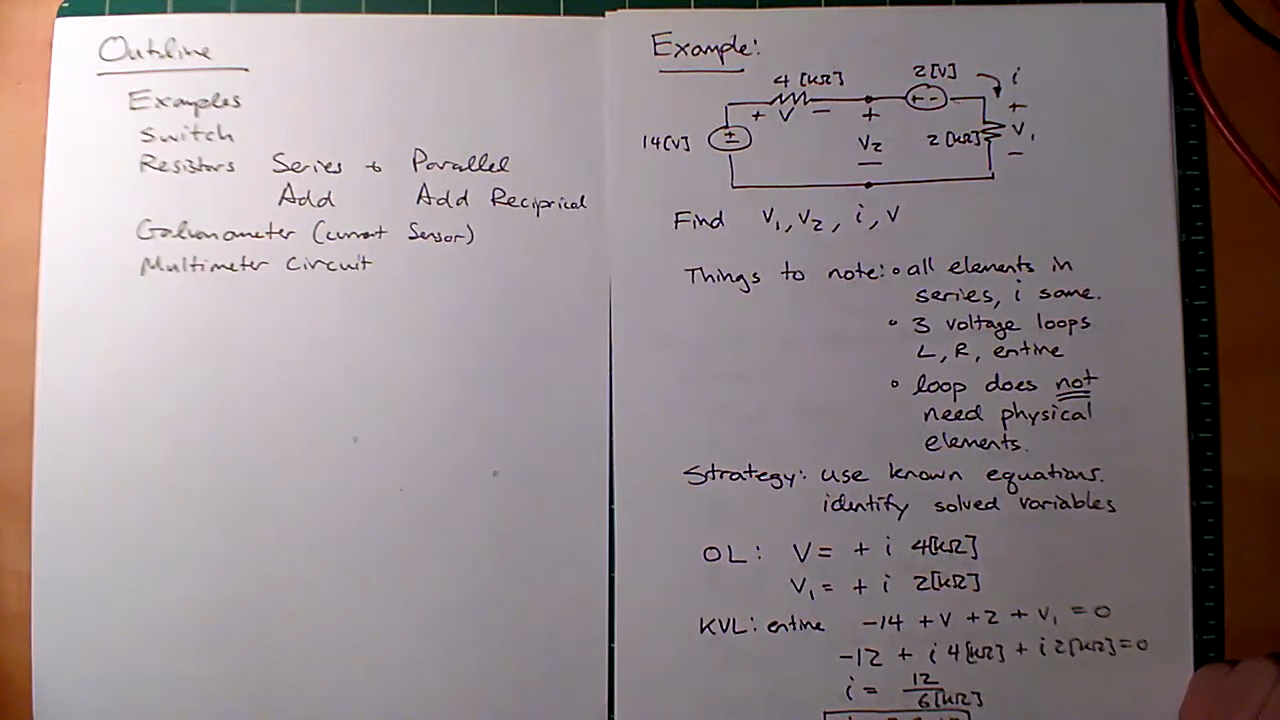 Outline
Examples
Switch
Resistors Series + Parallel
Add Add Reciprical
Galvanometer (current Sensor)
Multimeter Circuit
Example:
4 [kΩ]
2[V]
i
+ V −
+ −
+
14[V]
±
+
V2
−
2[kΩ]
V1
−
Find V1, V2, i, V
Things to note: • all elements in
series, i same.
• 3 voltage loops
L, R, entire
• loop does not
need physical
elements.
Strategy: use known equations.
identify solved variables
OL: V = + i 4[kΩ]
V1 = + i 2[kΩ]
KVL: entire −14 + V + 2 + V1 = 0
−12 + i 4[kΩ] + i 2[kΩ] = 0
i = 12
6[kΩ]